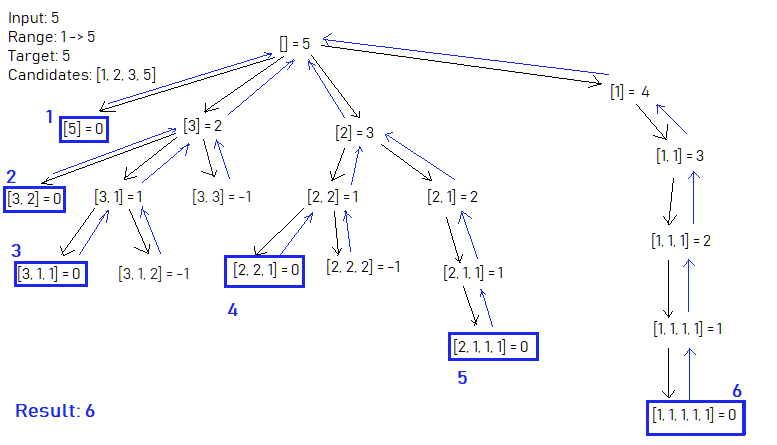 Input: 5
Range: 1 -> 5
Target: 5
Candidates: [1, 2, 3, 5]
[] = 5
[1] = 4
1
[5] = 0
[3] = 2
[2] = 3
[1, 1] = 3
2
[3, 2] = 0
[3, 1] = 1
[3, 3] = -1
[2, 2] = 1
[2, 1] = 2
[1, 1, 1] = 2
3
[3, 1, 1] = 0
[3, 1, 2] = -1
[2, 2, 1] = 0
[2, 2, 2] = -1
[2, 1, 1] = 1
4
[1, 1, 1, 1] = 1
[2, 1, 1, 1] = 0
5
6
[1, 1, 1, 1, 1] = 0
Result: 6